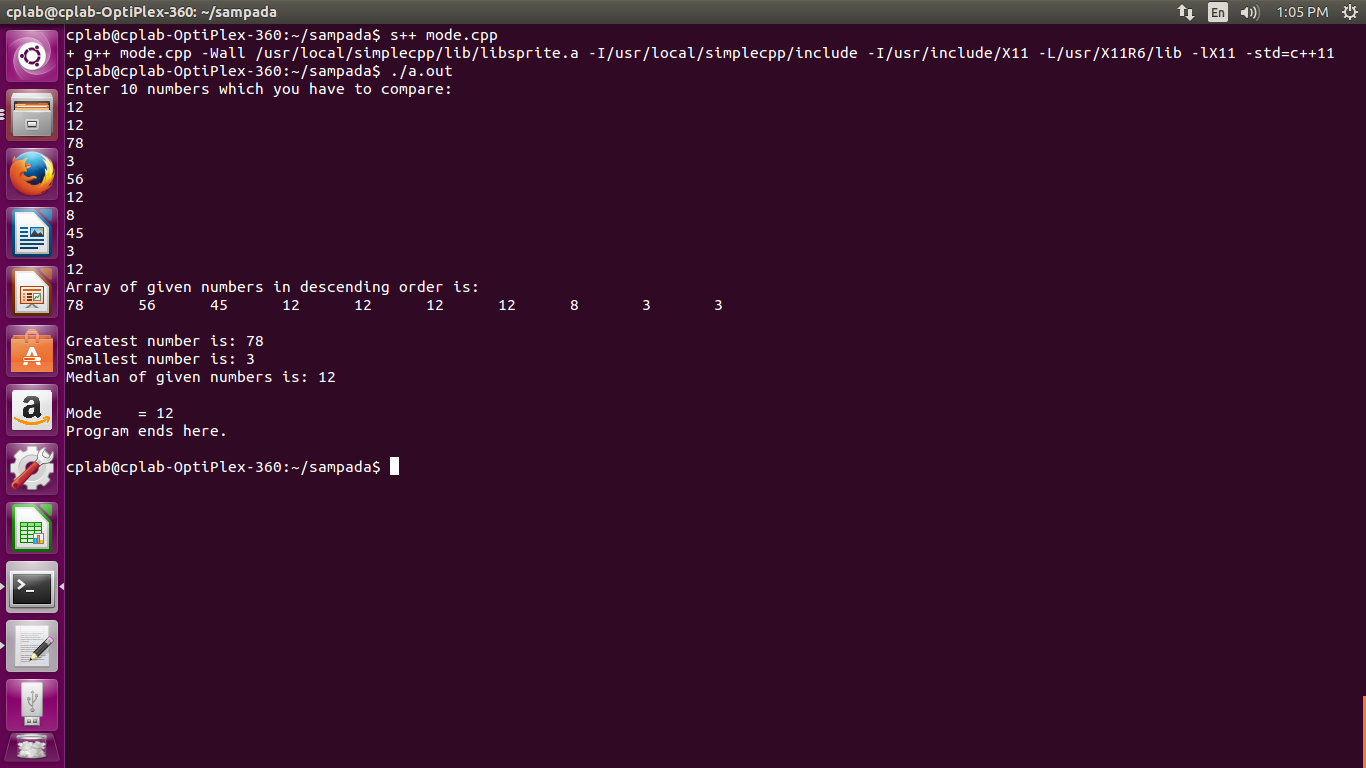 cplab@cplab-OptiPlex-360: ~/sampada
En
1:05 PM
cplab@cplab-OptiPlex-360:~/sampada$ s++ mode.cpp
+ g++ mode.cpp -Wall /usr/local/simplecpp/lib/libsprite.a -I/usr/local/simplecpp/include -I/usr/include/X11 -L/usr/X11R6/lib -lX11 -std=c++11
cplab@cplab-OptiPlex-360:~/sampada$ ./a.out
Enter 10 numbers which you have to compare:
12
12
78
3
56
12
8
45
3
12
Array of given numbers in descending order is:
78 56 45 12 12 12 12 8 3 3
Greatest number is: 78
Smallest number is: 3
Median of given numbers is: 12
Mode = 12
Program ends here.
cplab@cplab-OptiPlex-360:~/sampada$